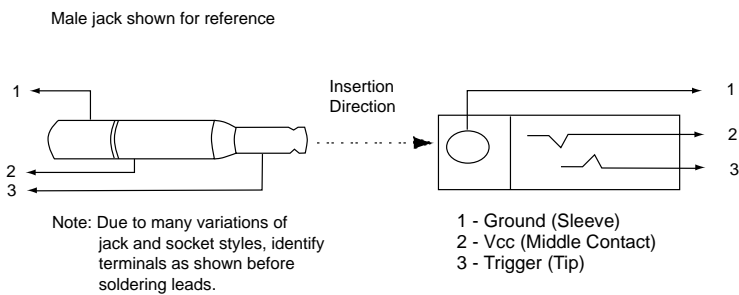 Male jack shown for reference
1
2
3
Insertion
Direction
1
2
3
Note: Due to many variations of
jack and socket styles, identify
terminals as shown before
soldering leads.
1 - Ground (Sleeve)
2 - Vcc (Middle Contact)
3 - Trigger (Tip)